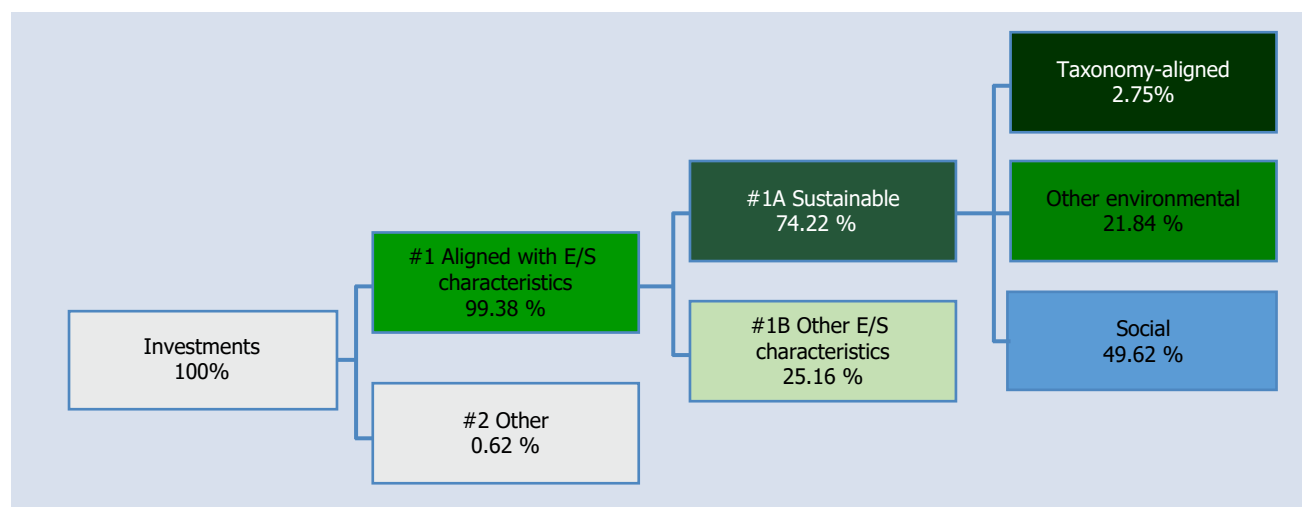 Investments
100%
#1 Aligned with E/S
characteristics
99.38 %
#2 Other
0.62 %
#1A Sustainable
74.22 %
#1B Other E/S
characteristics
25.16 %
Taxonomy-aligned
2.75%
Other environmental
21.84 %
Social
49.62 %